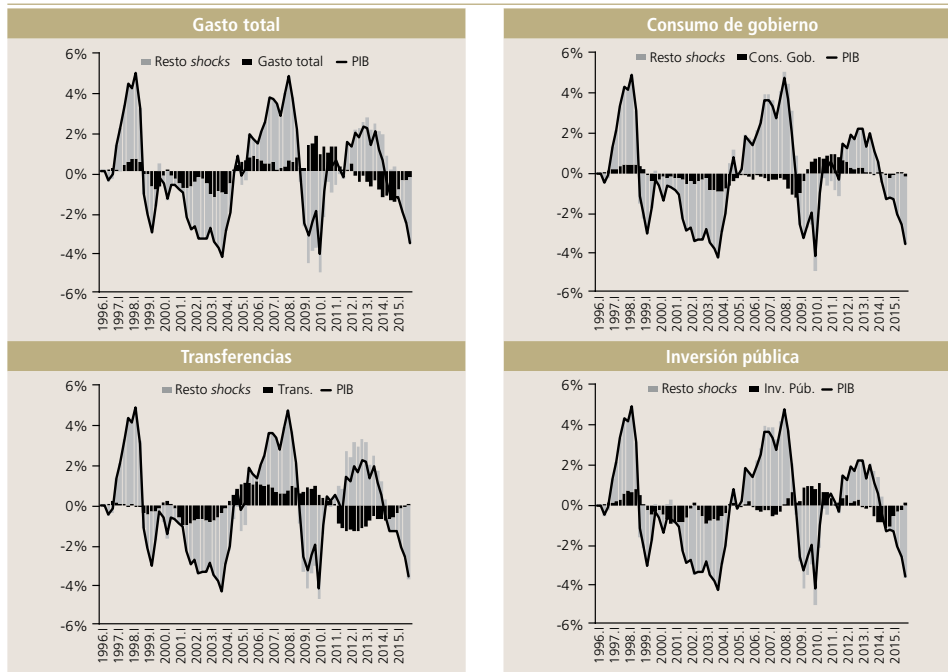 Gasto total
Resto shocks Gasto total PIB
6%
4%
2%
0%
-2%
-4%
-6%
1996.I
1997.I
1998.I
1999.I
2000.I
2001.I
2002.I
2003.I
2004.I
2005.I
2006.I
2007.I
2008.I
2009.I
2010.I
2011.I
2012.I
2013.I
2014.I
2015.I
Consumo de gobierno
Resto shocks Cons. Gob. PIB
6%
4%
2%
0%
-2%
-4%
-6%
1996.I
1997.I
1998.I
1999.I
2000.I
2001.I
2002.I
2003.I
2004.I
2005.I
2006.I
2007.I
2008.I
2009.I
2010.I
2011.I
2012.I
2013.I
2014.I
2015.I
Transferencias
Resto shocks Trans. PIB
6%
4%
2%
0%
-2%
-4%
-6%
1996.I
1997.I
1998.I
1999.I
2000.I
2001.I
2002.I
2003.I
2004.I
2005.I
2006.I
2007.I
2008.I
2009.I
2010.I
2011.I
2012.I
2013.I
2014.I
2015.I
Inversión pública
Resto shocks Inv. Púb. PIB
6%
4%
2%
0%
-2%
-4%
-6%
1996.I
1997.I
1998.I
1999.I
2000.I
2001.I
2002.I
2003.I
2004.I
2005.I
2006.I
2007.I
2008.I
2009.I
2010.I
2011.I
2012.I
2013.I
2014.I
2015.I